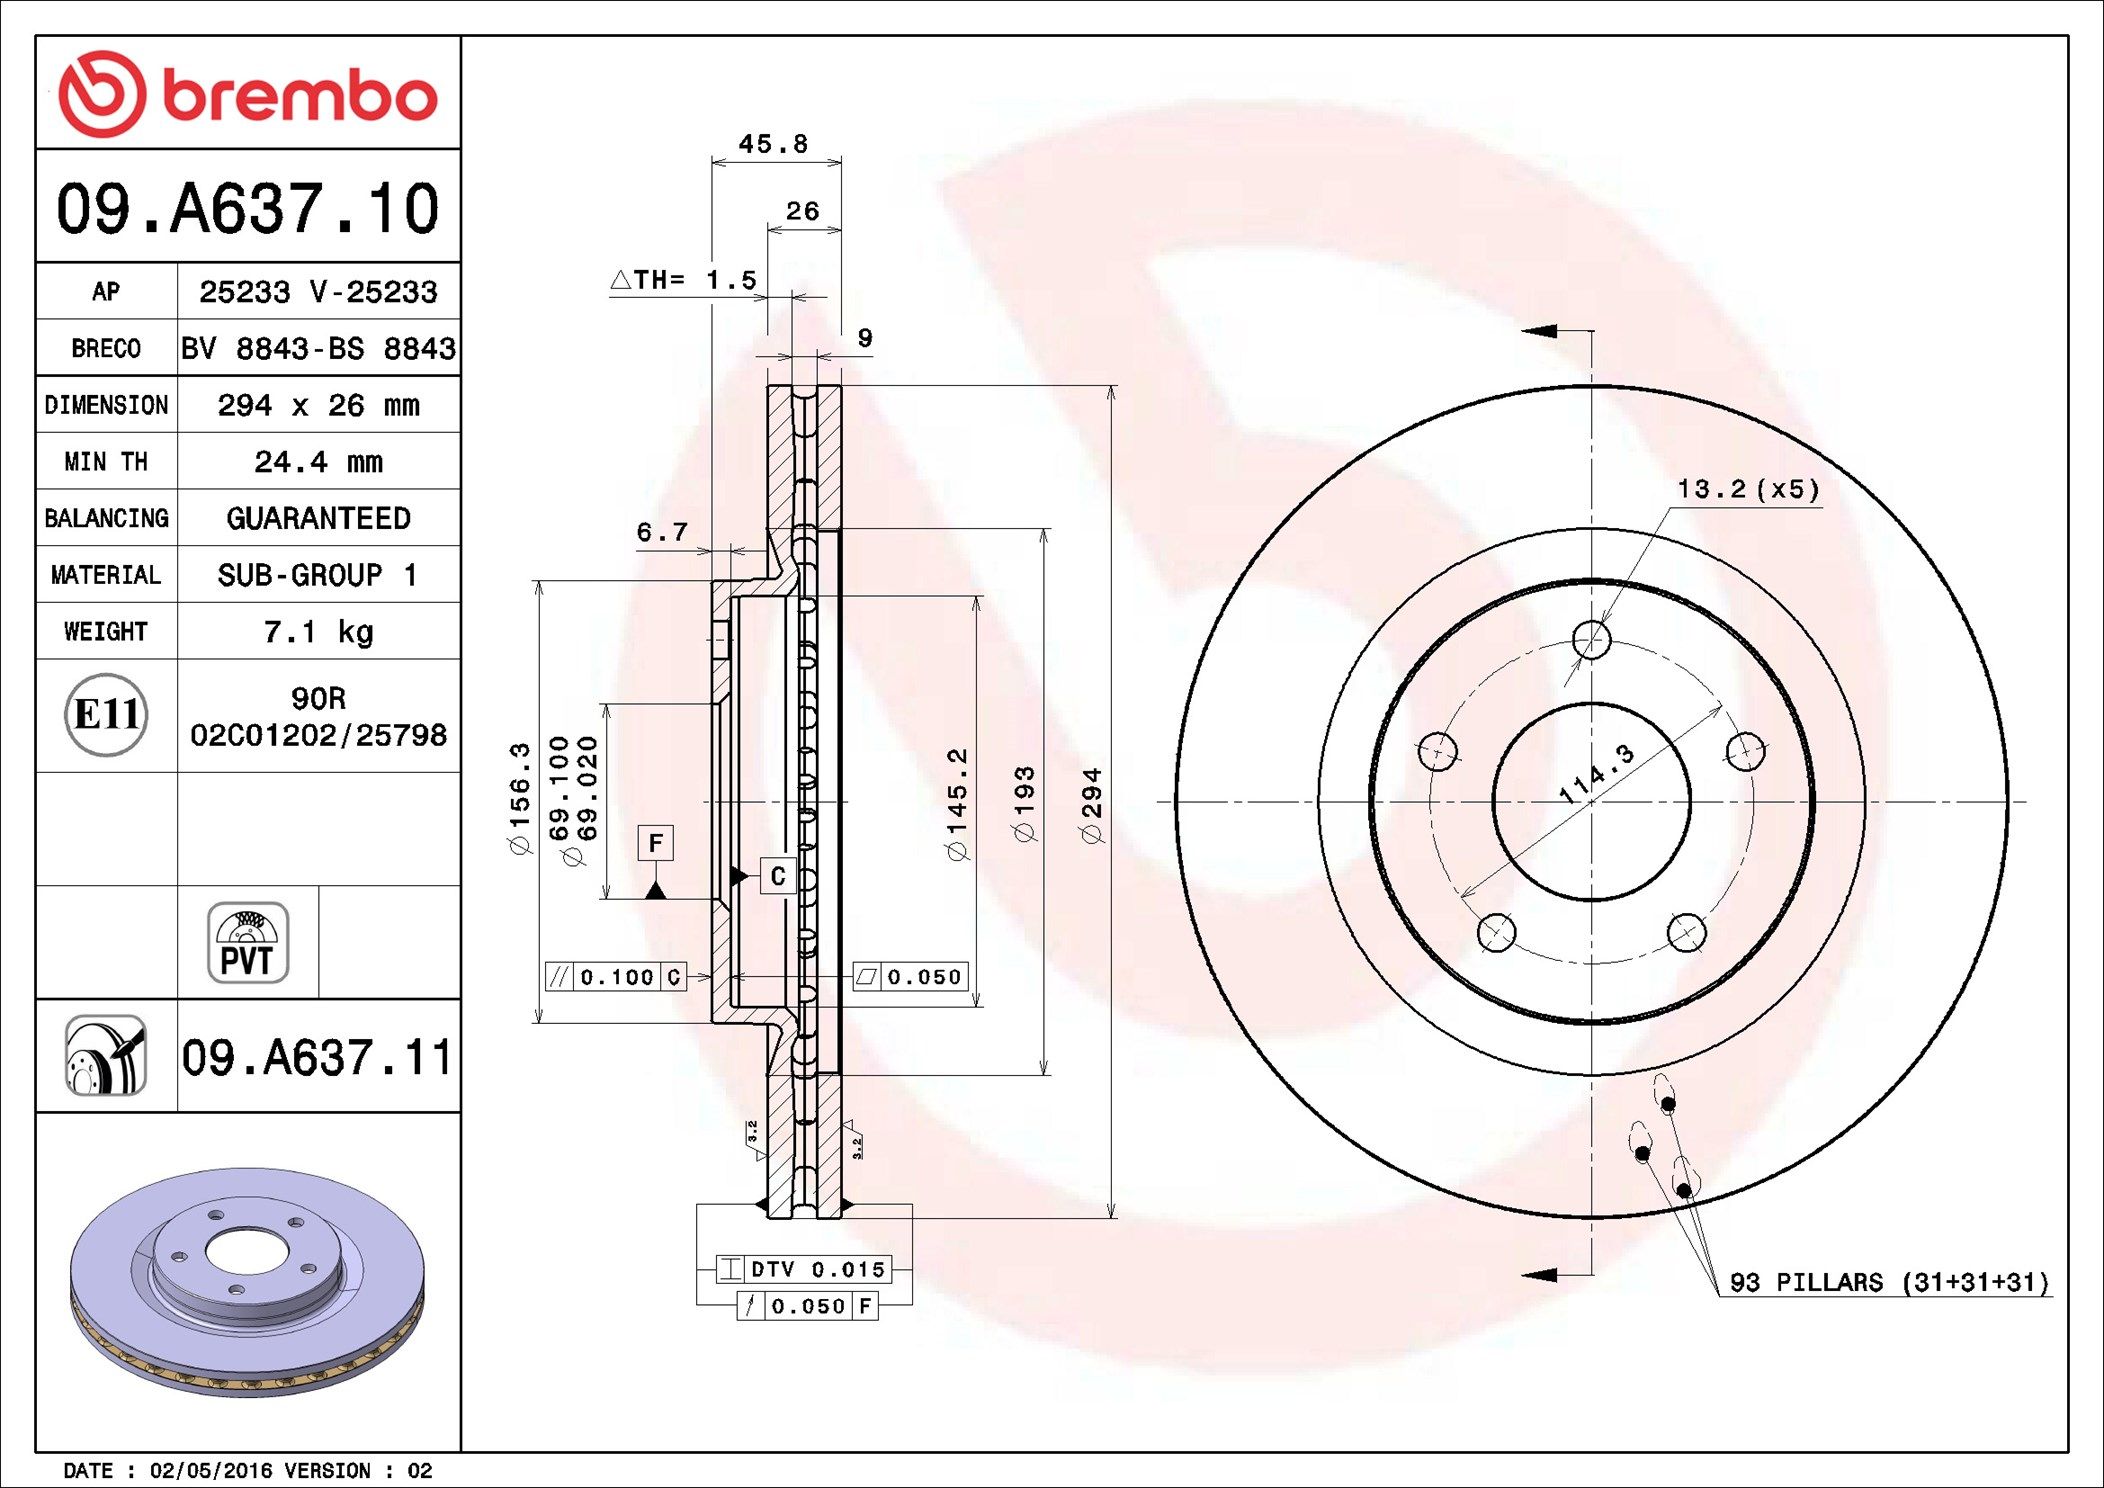 brembo
09.A637.10
AP 25233 V-25233
BRECO BV 8843-BS 8843
DIMENSION 294 x 26 mm
MIN TH 24.4 mm
BALANCING GUARANTEED
MATERIAL SUB-GROUP 1
WEIGHT 7.1 kg
E11 90R
02C01202/25798
PVT
09.A637.11
DATE : 02/05/2016 VERSION : 02
45.8
26
△TH= 1.5
9
6.7
⌀156.3
⌀ 69.100
69.020
F
C
⌀145.2
⌀193
⌀294
// 0.100 C
⏥ 0.050
3.2
3.2
DTV 0.015
↗ 0.050 F
13.2(x5)
114.3
93 PILLARS (31+31+31)